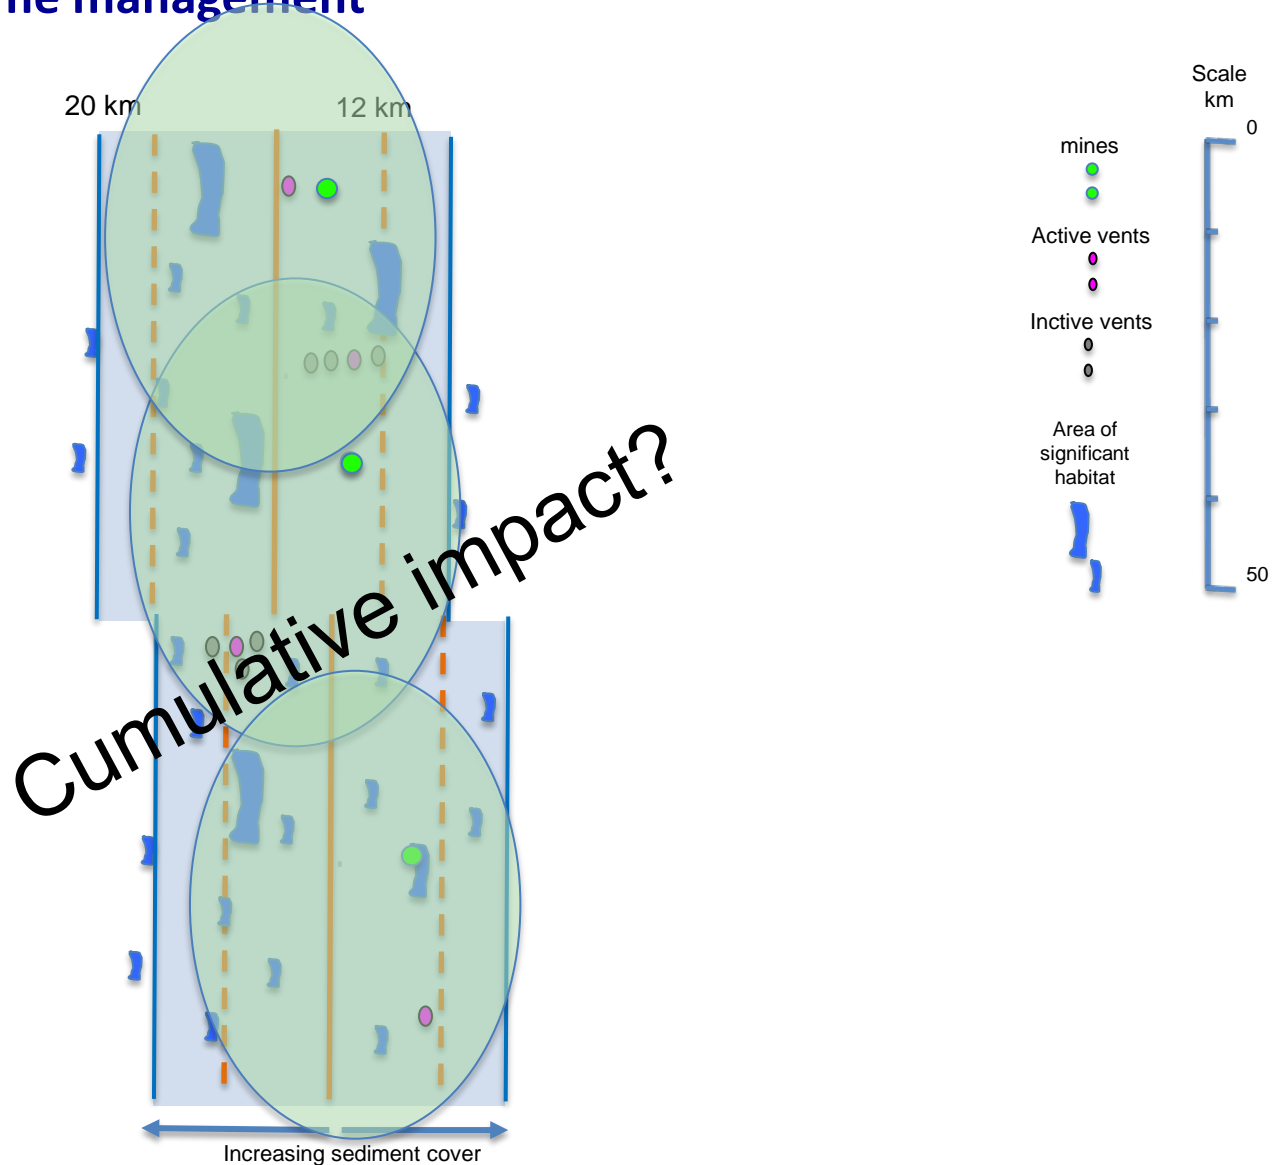 management
20 km
12 km
Cumulative impact?
Increasing sediment cover
Scale
km
0
50
mines
Active vents
Inctive vents
Area of
significant
habitat